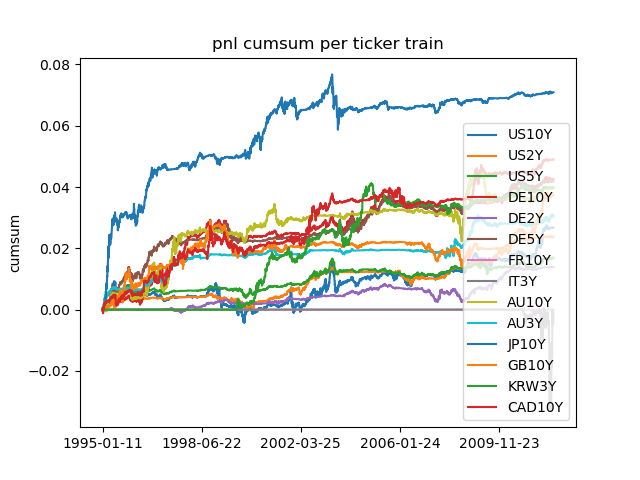 pnl cumsum per ticker train
cumsum
0.08
0.06
0.04
0.02
0.00
−0.02
1995-01-11
1998-06-22
2002-03-25
2006-01-24
2009-11-23
US10Y
US2Y
US5Y
DE10Y
DE2Y
DE5Y
FR10Y
IT3Y
AU10Y
AU3Y
JP10Y
GB10Y
KRW3Y
CAD10Y